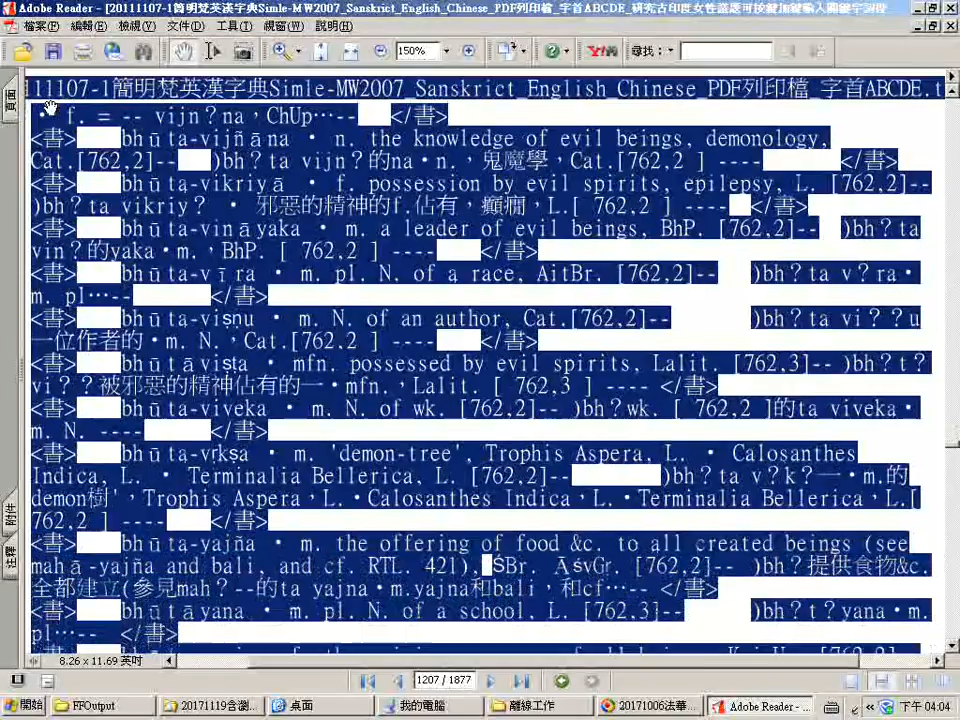 Adobe Reader - [20111107-1簡明梵英漢字典Simle-MW2007_Sanskrict_English_Chinese_PDF列印檔_字首ABCDE_研究古印度女性議題可按
檔案(F) 編輯(E) 檢視(V) 文件(D) 工具(T) 視窗(W) 說明(H)
150% Y! 尋找:
11107-1簡明梵英漢字典Simle-MW2007_Sanskrict_English_Chinese_PDF列印檔_字首ABCDE.t
• f. = -- vijn?na,ChUp…-- </書>
<書> bhūta-vijñāna • n. the knowledge of evil beings, demonology,
Cat.[762,2]-- )bh?ta vijn?的na•n.,鬼魔學,Cat.[762,2 ] ---- </書>
<書> bhūta-vikriyā • f. possession by evil spirits, epilepsy, L. [762,2]--
)bh?ta vikriy? • 邪惡的精神的f.佔有,癲癇,L.[762,2 ] ---- </書>
<書> bhūta-vināyaka • m. a leader of evil beings, BhP. [762,2]-- )bh?ta
vin?的yaka•m.,BhP. [ 762,2 ] ---- </書>
<書> bhūta-vīra • m. pl. N. of a race, AitBr. [762,2]-- )bh?ta v?ra•
m. pl…-- </書>
<書> bhūta-viṣṇu • m. N. of an author, Cat.[762,2]-- )bh?ta vi??u
一位作者的•m. N.,Cat.[762,2 ] ---- </書>
<書> bhūtāviṣṭa • mfn. possessed by evil spirits, Lalit. [762,3]-- )bh?t?
vi??被邪惡的精神佔有的一•mfn.,Lalit. [ 762,3 ] ---- </書>
<書> bhūta-viveka • m. N. of wk. [762,2]-- )bh?wk. [ 762,2 ]的ta viveka•
m. N. ---- </書>
<書> bhūta-vṛkṣa • m. 'demon-tree', Trophis Aspera, L. • Calosanthes
Indica, L. • Terminalia Bellerica, L. [762,2]-- )bh?ta v?k?一•m.的
demon樹',Trophis Aspera,L.•Calosanthes Indica,L.•Terminalia Bellerica,L.[
762,2 ] ---- </書>
<書> bhūta-yajña • m. the offering of food &c. to all created beings (see
mahā-yajña and bali, and cf. RTL. 421), ŚBr. ĀśvGr. [762,2]-- )bh?提供食物&c.
全都建立(參見mah?--的ta yajna•m.yajna和bali,和cf…-- </書>
<書> bhūtāyana • m. pl. N. of a school, L. [762,3]-- )bh?t?yana•m.
pl…-- </書>
頁面
附件
注釋
8.26 x 11.69 英吋
1207 / 1877
開始 FFOutput 20171119含瀏... 桌面 我的電腦 離線工作 20171006法華... Adobe Reader - ... 下午 04:04